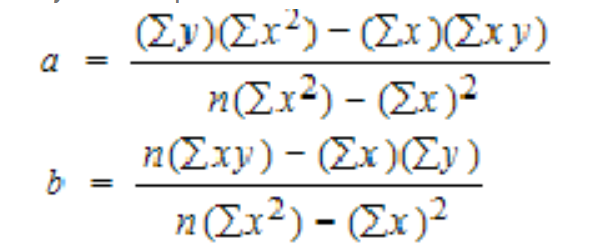 a = (Σy)(Σx²) – (Σx)(Σxy) / n(Σx²) – (Σx)²
b = n(Σxy) – (Σx)(Σy) / n(Σx²) – (Σx)²